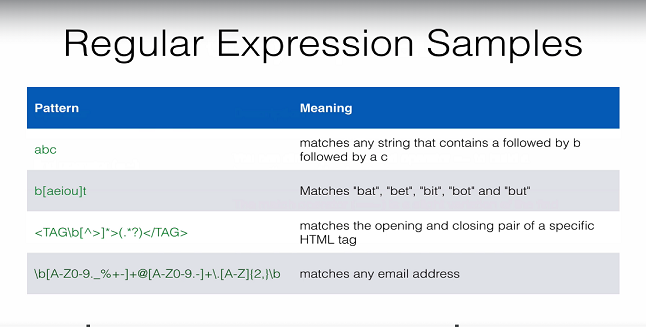 Regular Expression Samples
Pattern Meaning
abc
matches any string that contains a followed by b
followed by a c
b[aeiou]t Matches "bat", "bet", "bit", "bot" and "but"
<TAG\b[^>]*>(.*?)</TAG>
matches the opening and closing pair of a specific
HTML tag
\b[A-Z0-9._%+-]+@[A-Z0-9.-]+\.[A-Z]{2,}\b matches any email address